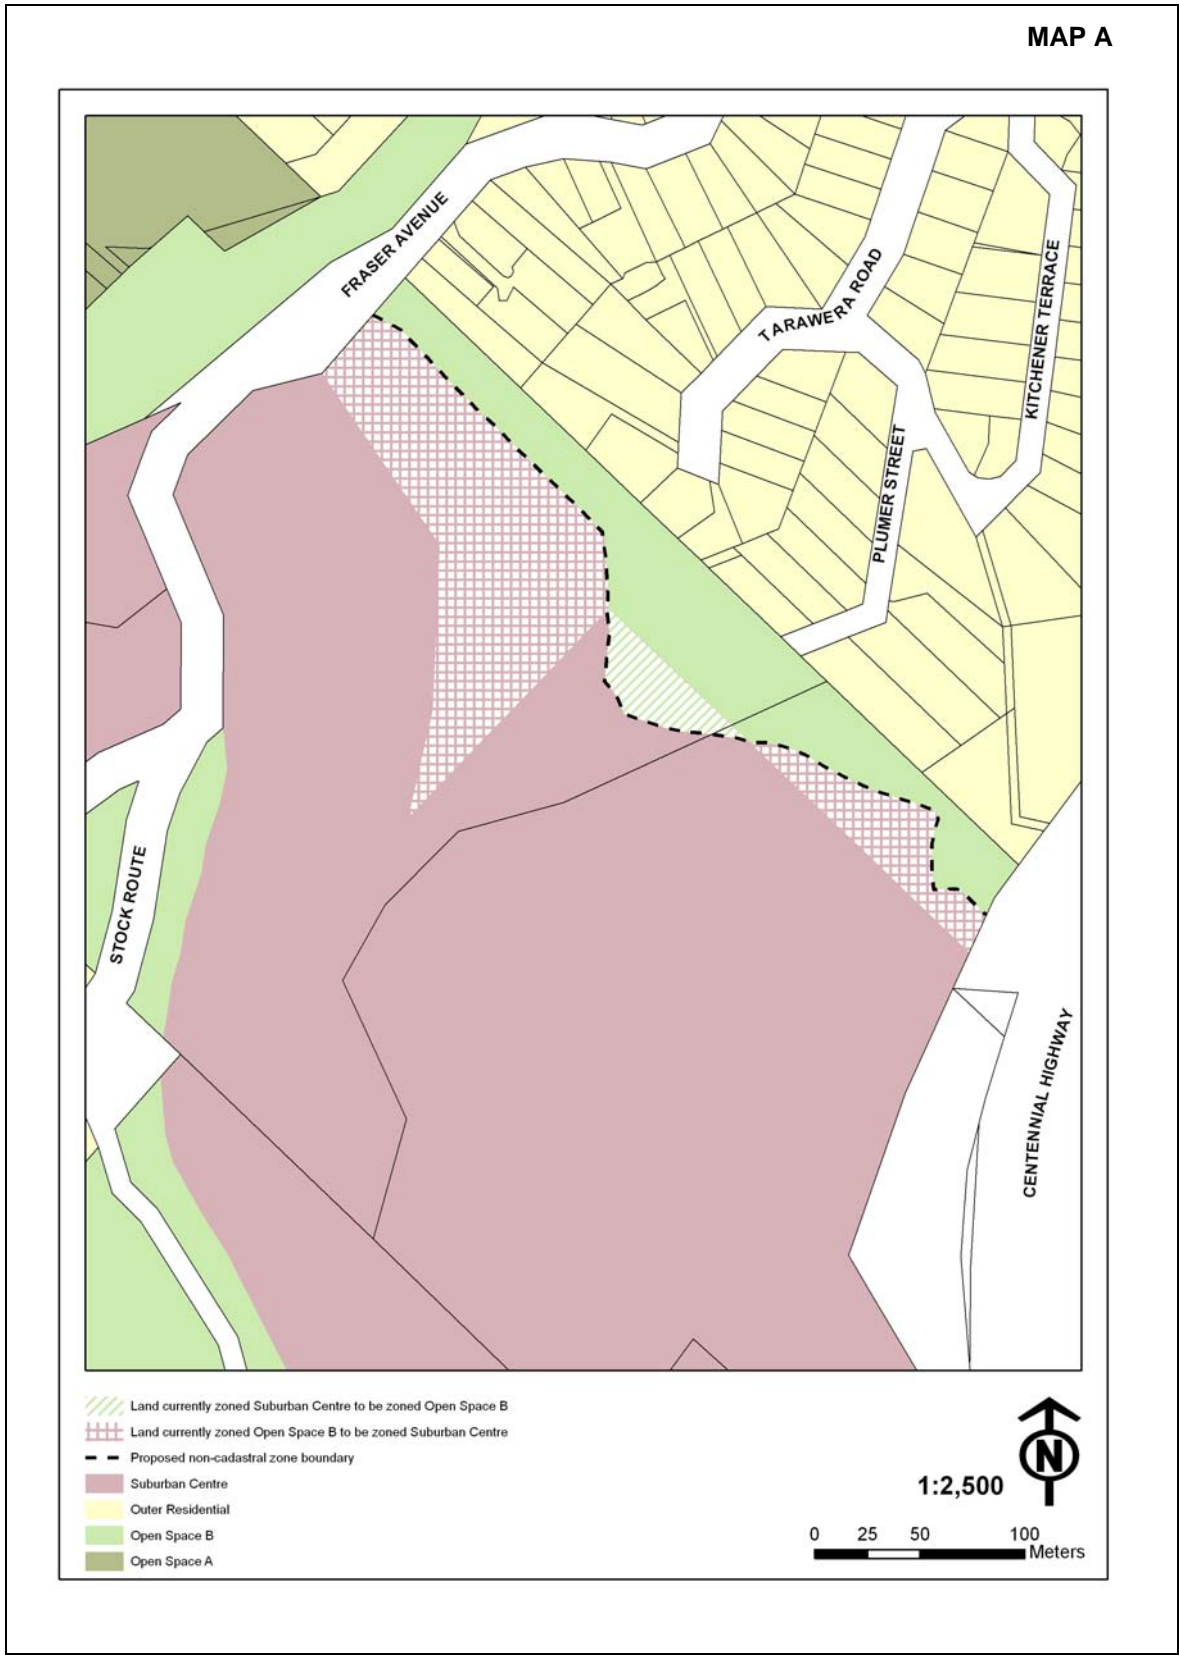 MAP A
FRASER AVENUE
TARAWERA ROAD
KITCHENER TERRACE
PLUMER STREET
STOCK ROUTE
CENTENNIAL HIGHWAY
Land currently zoned Suburban Centre to be zoned Open Space B
Land currently zoned Open Space B to be zoned Suburban Centre
Proposed non-cadastral zone boundary
Suburban Centre
Outer Residential
Open Space B
Open Space A
N
1:2,500
0 25 50 100
Meters